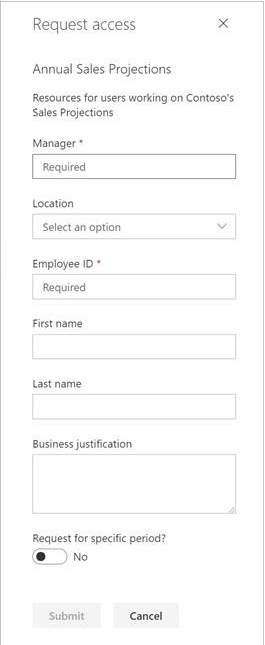 Request access
Annual Sales Projections
Resources for users working on Contoso's
Sales Projections
Manager *
Required
Location
Select an option
Employee ID *
Required
First name
Last name
Business justification
Request for specific period?
No
Submit
Cancel